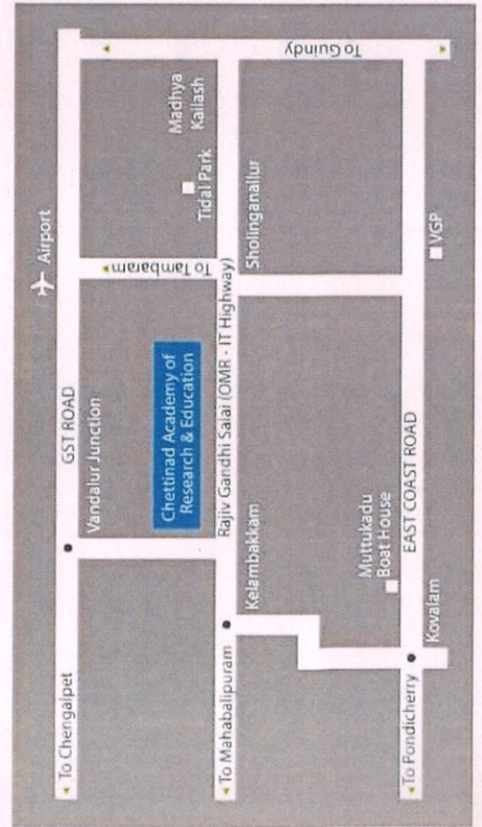 Airport
To Guindy
GST ROAD
To Chengalpet
Vandalur Junction
To Tambaram
Madhya
Kailash
Tidal Park
Chettinad Academy of
Research & Education
Rajiv Gandhi Salai (OMR - IT Highway)
To Mahabalipuram
Kelambakkam
Sholinganallur
Muttukadu
Boat House
EAST COAST ROAD
To Pondicherry
Kovalam
VGP